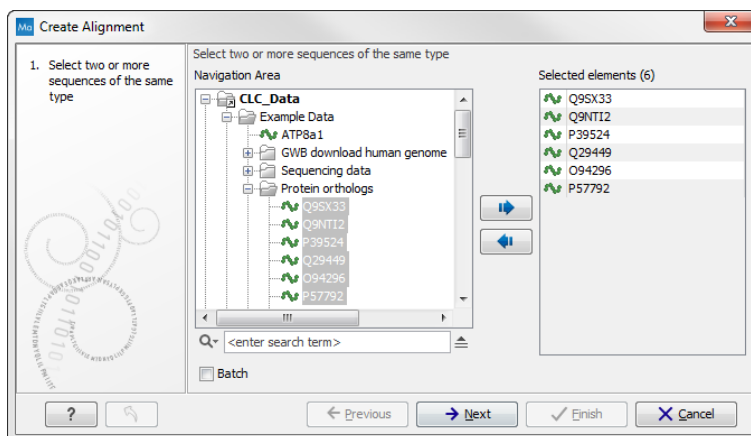 Ma Create Alignment
1. Select two or more
sequences of the same
type
Select two or more sequences of the same type
Navigation Area
CLC_Data
Example Data
ATP8a1
GWB download human genome
Sequencing data
Protein orthologs
Q9SX33
Q9NTI2
P39524
Q29449
O94296
P57792
<enter search term>
Batch
Selected elements (6)
Q9SX33
Q9NTI2
P39524
Q29449
O94296
P57792
?
Previous
Next
Finish
Cancel